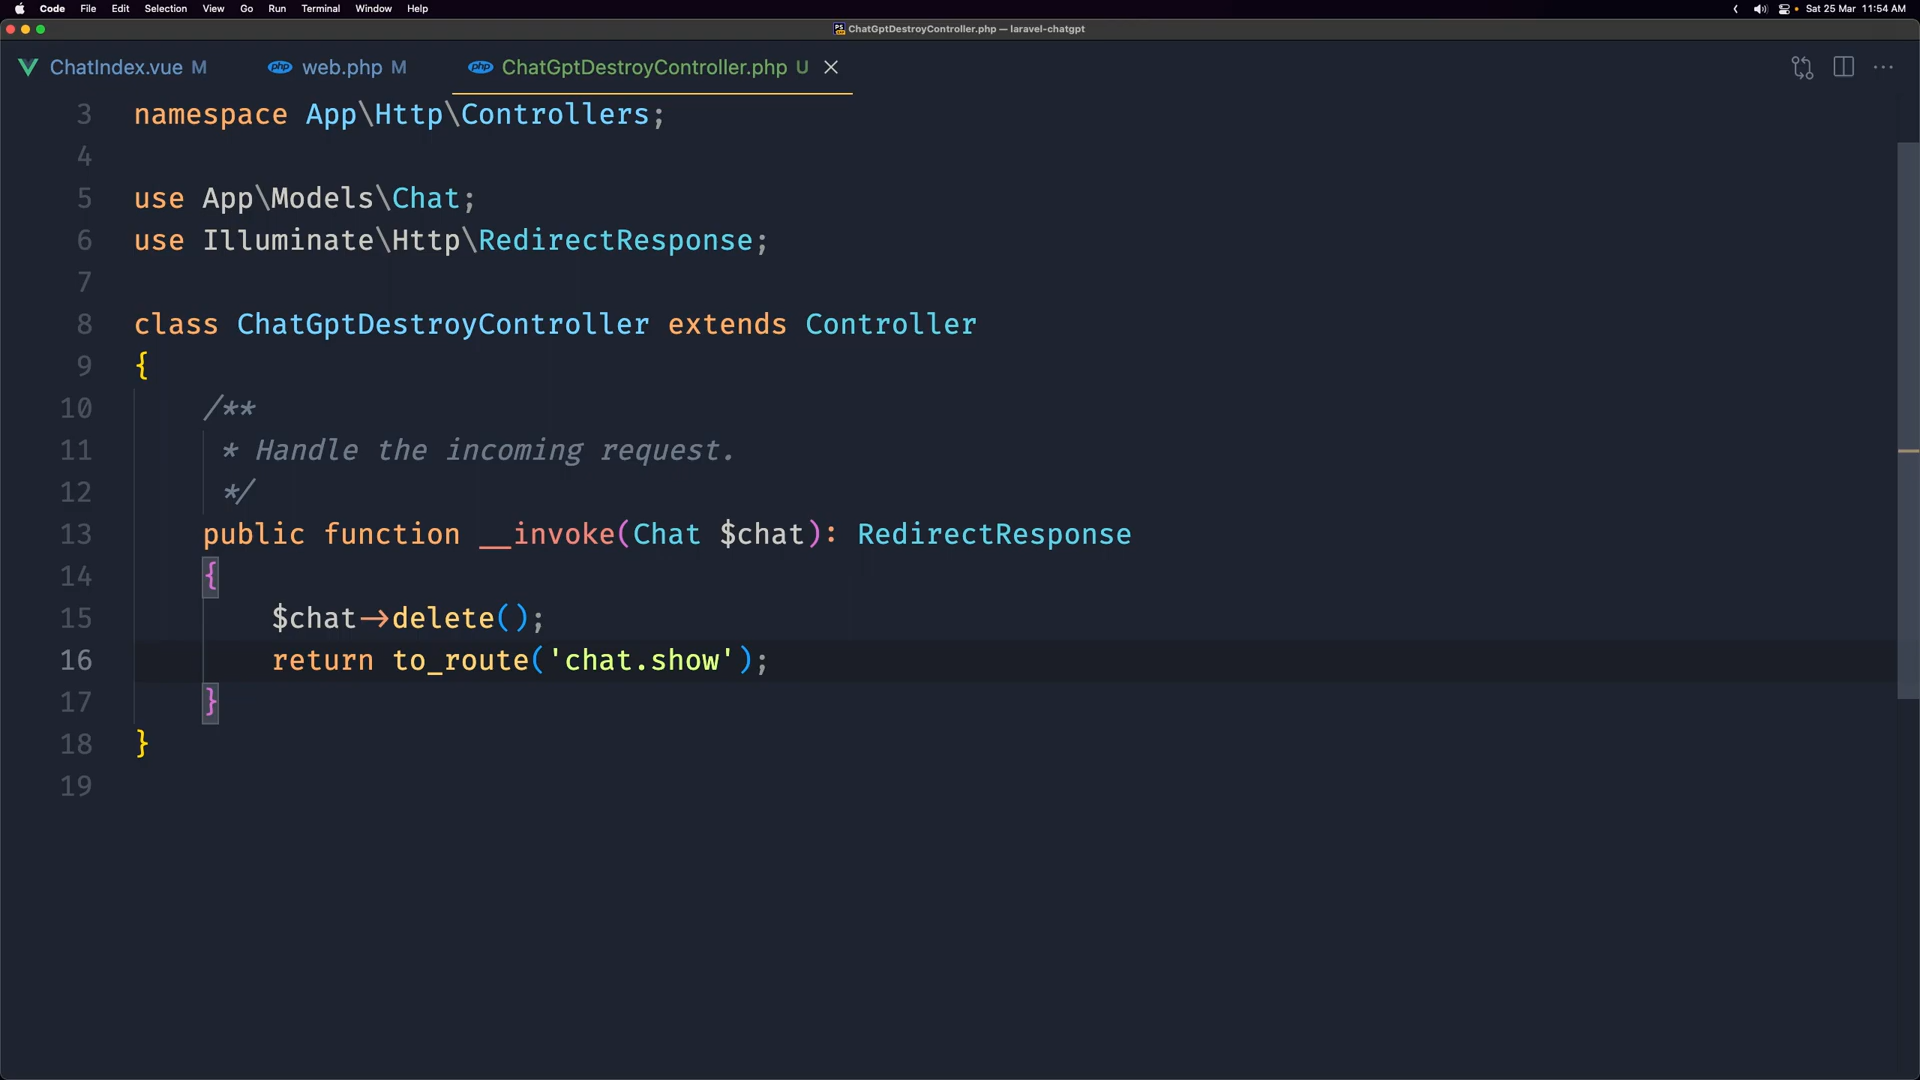 Code File Edit Selection View Go Run Terminal Window Help Sat 25 Mar 11:54 AM
ChatGptDestroyController.php — laravel-chatgpt
ChatIndex.vue M php web.php M php ChatGptDestroyController.php U
3 namespace App\Http\Controllers;
4
5 use App\Models\Chat;
6 use Illuminate\Http\RedirectResponse;
7
8 class ChatGptDestroyController extends Controller
9 {
10 /**
11 * Handle the incoming request.
12 */
13 public function __invoke(Chat $chat): RedirectResponse
14 {
15 $chat->delete();
16 return to_route('chat.show');
17 }
18 }
19